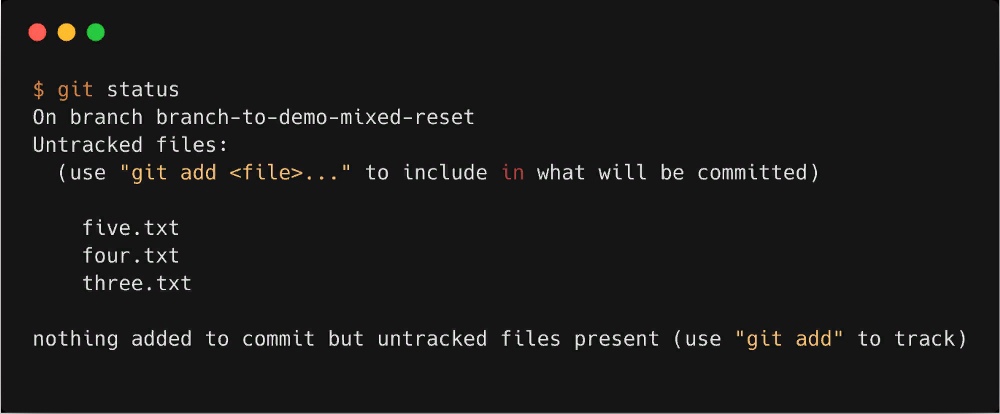 $ git status
On branch branch-to-demo-mixed-reset
Untracked files:
(use "git add <file>..." to include in what will be committed)
five.txt
four.txt
three.txt
nothing added to commit but untracked files present (use "git add" to track)